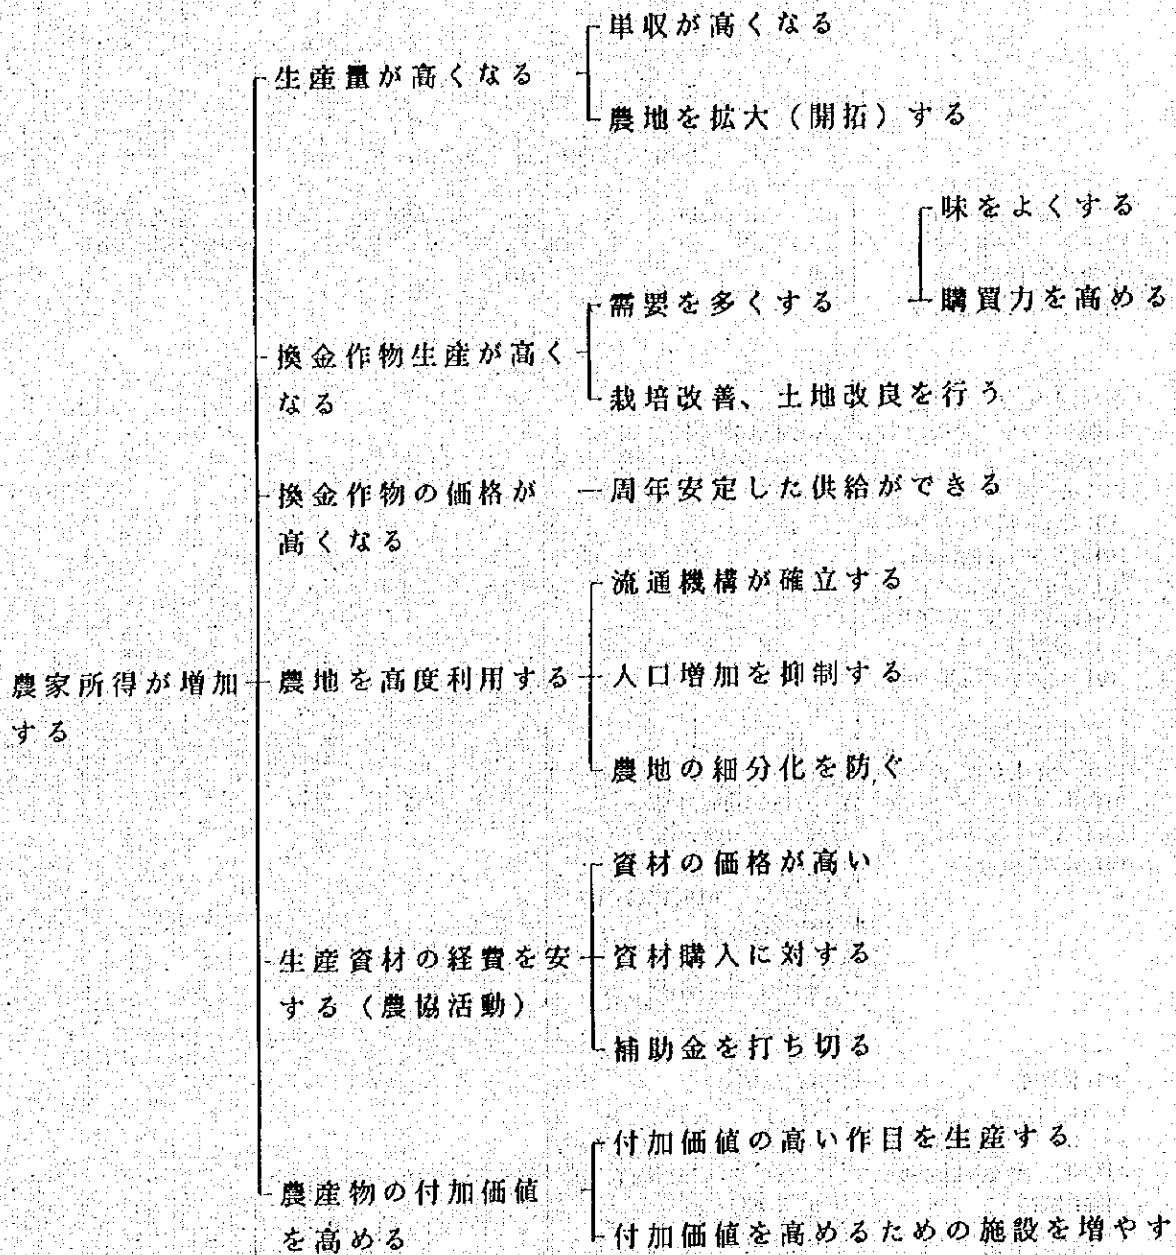 単収が高くなる
生産量が高くなる
農地を拡大（開拓）する
味をよくする
需要を多くする
購買力を高める
換金作物生産が高く
なる
栽培改善、土地改良を行う
換金作物の価格が
高くなる
周年安定した供給ができる
流通機構が確立する
農家所得が増加
する
農地を高度利用する
人口増加を抑制する
農地の細分化を防ぐ
資材の価格が高い
生産資材の経費を安
する（農協活動）
資材購入に対する
補助金を打ち切る
付加価値の高い作目を生産する
農産物の付加価値
を高める
付加価値を高めるための施設を増やす